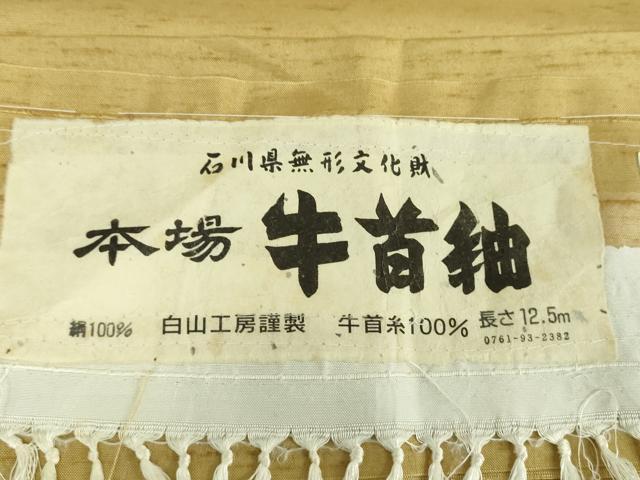 石川県無形文化財
本場 牛首紬
絹100% 白山工房謹製 牛首糸100% 長さ12.5m
0761-93-2382